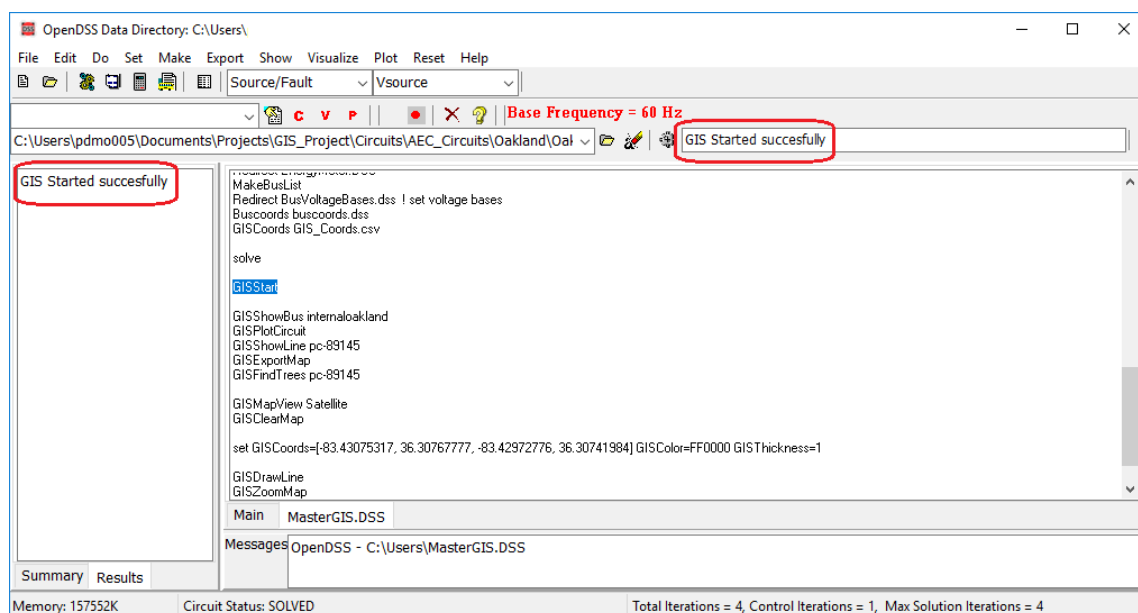 OpenDSS Data Directory: C:\Users\
File Edit Do Set Make Export Show Visualize Plot Reset Help
Source/Fault Vsource
C V P Base Frequency = 60 Hz
C:\Users\pdmo005\Documents\Projects\GIS_Project\Circuits\AEC_Circuits\Oakland\Oal GIS Started succesfully
GIS Started succesfully
MakeBusList
Redirect BusVoltageBases.dss ! set voltage bases
Buscoords buscoords.dss
GISCoords GIS_Coords.csv
solve
GISStart
GISShowBus internaloakland
GISPlotCircuit
GISShowLine pc-89145
GISExportMap
GISFindTrees pc-89145
GISMapView Satellite
GISClearMap
set GISCoords=[-83.43075317, 36.30767777, -83.42972776, 36.30741984] GISColor=FF0000 GISThickness=1
GISDrawLine
GISZoomMap
Main MasterGIS.DSS
Messages OpenDSS - C:\Users\MasterGIS.DSS
Summary Results
Memory: 157552K Circuit Status: SOLVED Total Iterations = 4, Control Iterations = 1, Max Solution Iterations = 4